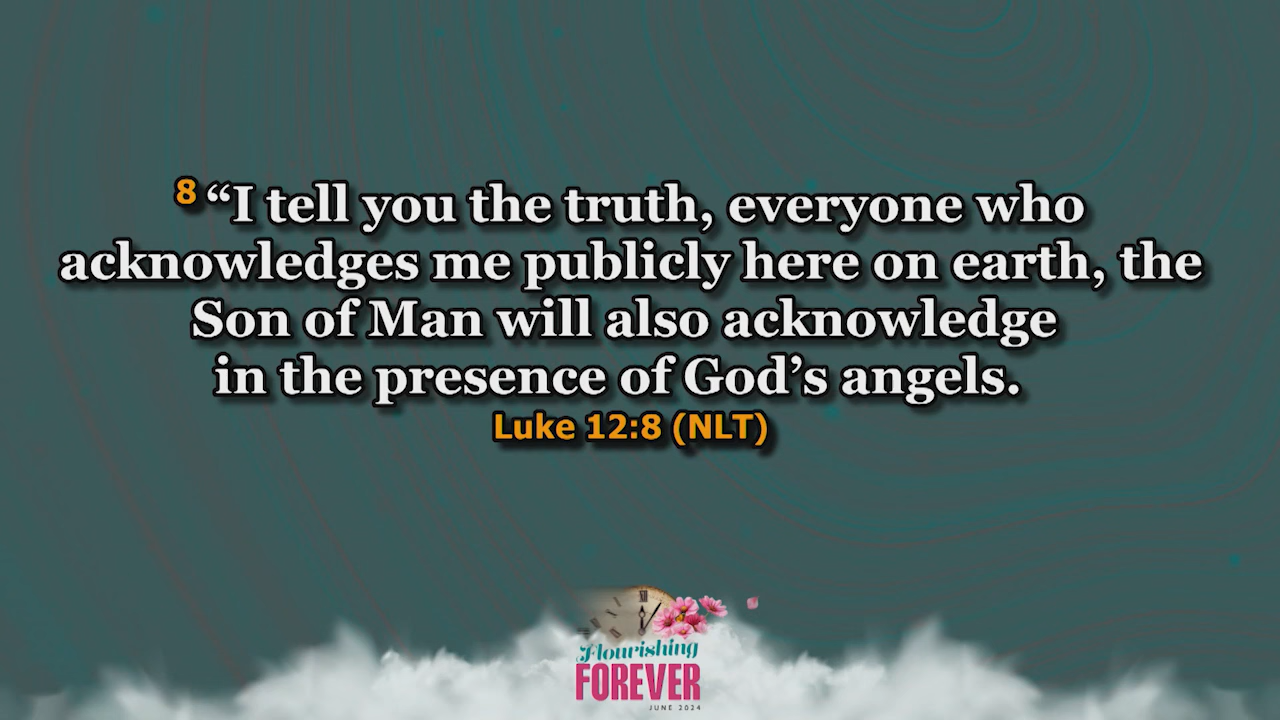 8 “I tell you the truth, everyone who
acknowledges me publicly here on earth, the
Son of Man will also acknowledge
in the presence of God’s angels.
Luke 12:8 (NLT)
Flourishing
FOREVER
JUNE 2024